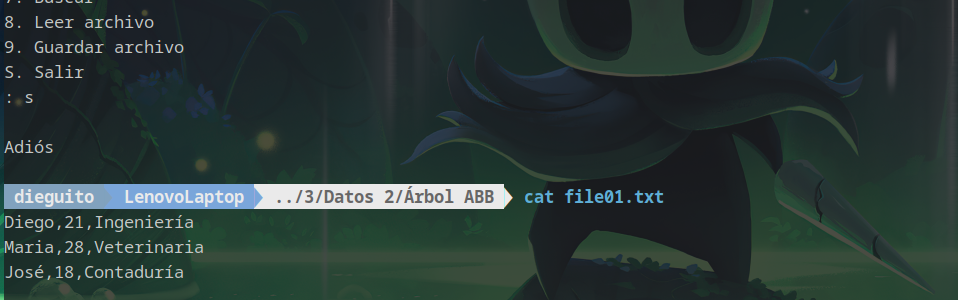 7. Buscar
8. Leer archivo
9. Guardar archivo
S. Salir
: s
Adiós
dieguito LenovoLaptop ../3/Datos 2/Árbol ABB cat file01.txt
Diego,21,Ingeniería
Maria,28,Veterinaria
José,18,Contaduría